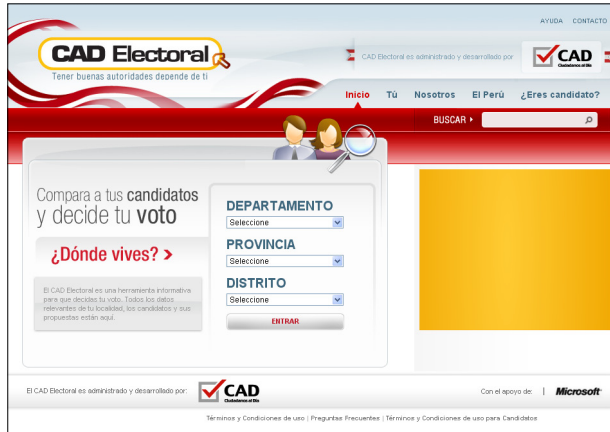 AYUDA CONTACTO
CAD Electoral
Tener buenas autoridades depende de ti
CAD Electoral es administrado y desarrollado por
CAD
Ciudadanos al Día
Inicio Tú Nosotros El Perú ¿Eres candidato?
BUSCAR
Compara a tus candidatos
y decide tu voto
¿Dónde vives? >
El CAD Electoral es una herramienta informativa
para que decidas tu voto. Todos los datos
relevantes de tu localidad, los candidatos y sus
propuestas están aquí.
DEPARTAMENTO
Seleccione
PROVINCIA
Seleccione
DISTRITO
Seleccione
ENTRAR
El CAD Electoral es administrado y desarrollado por:
CAD
Ciudadanos al Día
Con el apoyo de: | Microsoft
Términos y Condiciones de uso | Preguntas Frecuentes | Términos y Condiciones de uso para Candidatos